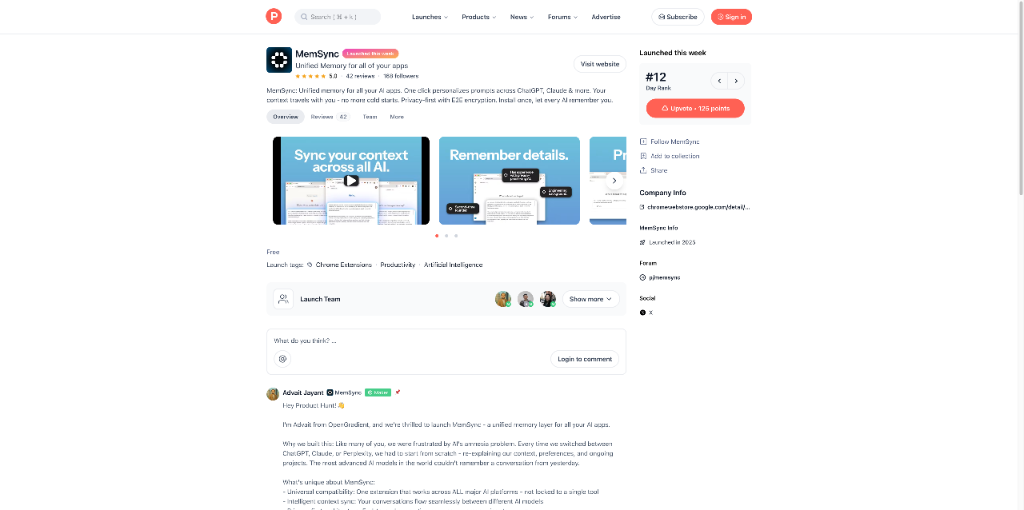 P
Search ( ⌘ + k )
Launches
Products
News
Forums
Advertise
Subscribe
Sign in
MemSync
Launched this week
Unified Memory for all of your apps
5.0
42 reviews
168 followers
Visit website
MemSync: Unified memory for all your AI apps. One click personalizes prompts across ChatGPT, Claude & more. Your
context travels with you - no more cold starts. Privacy-first with E2E encryption. Install once, let every AI remember you.
Overview
Reviews 42
Team
More
Sync your context
across all AI.
Remember details.
Pr
Free
Launch tags:
Chrome Extensions • Productivity • Artificial Intelligence
Launch Team
Show more
What do you think? ...
@
Login to comment
Advait Jayant
MemSync
Maker
Hey Product Hunt! 👋
I'm Advait from OpenGradient, and we're thrilled to launch MemSync - a unified memory layer for all your AI apps.
Why we built this: Like many of you, we were frustrated by AI's amnesia problem. Every time we switched between
ChatGPT, Claude, or Perplexity, we had to start from scratch - re-explaining our context, preferences, and ongoing
projects. The most advanced AI models in the world couldn't remember a conversation from yesterday.
What's unique about MemSync:
- Universal compatibility: One extension that works across ALL major AI platforms - not locked to a single tool
- Intelligent context sync: Your conversations flow seamlessly between different AI models
Launched this week
#12
Day Rank
Upvote • 125 points
Follow MemSync
Add to collection
Share
Company Info
chromewebstore.google.com/detail/...
MemSync Info
Launched in 2025
Forum
p/memsync
Social
X